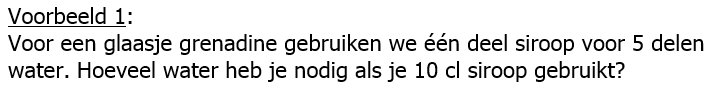 Voorbeeld 1:
Voor een glaasje grenadine gebruiken we één deel siroop voor 5 delen
water. Hoeveel water heb je nodig als je 10 cl siroop gebruikt?